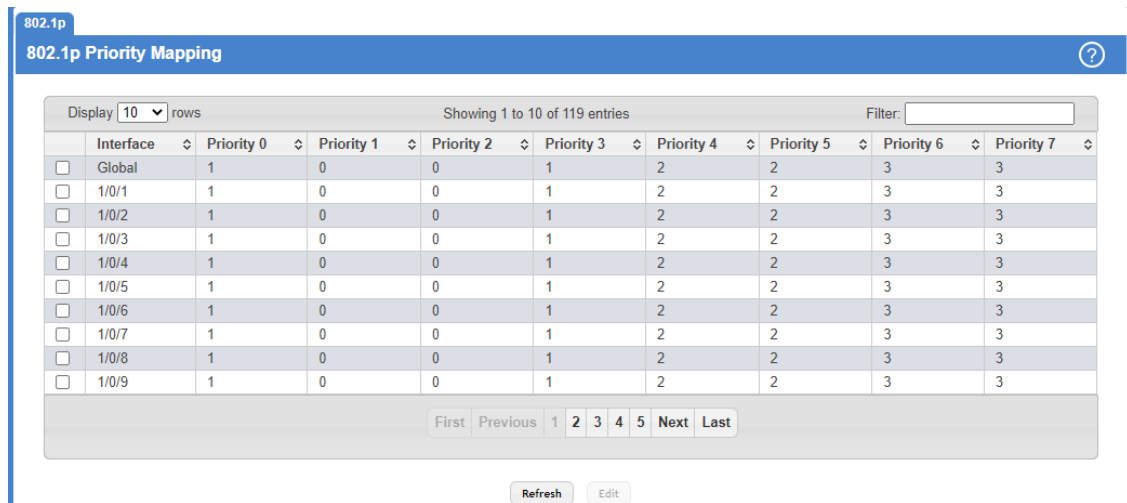 802.1p
802.1p Priority Mapping ?
Display 10 rows Showing 1 to 10 of 119 entries Filter:
Interface Priority 0 Priority 1 Priority 2 Priority 3 Priority 4 Priority 5 Priority 6 Priority 7
Global 1 0 0 1 2 2 3 3
1/0/1 1 0 0 1 2 2 3 3
1/0/2 1 0 0 1 2 2 3 3
1/0/3 1 0 0 1 2 2 3 3
1/0/4 1 0 0 1 2 2 3 3
1/0/5 1 0 0 1 2 2 3 3
1/0/6 1 0 0 1 2 2 3 3
1/0/7 1 0 0 1 2 2 3 3
1/0/8 1 0 0 1 2 2 3 3
1/0/9 1 0 0 1 2 2 3 3
First Previous 1 2 3 4 5 Next Last
Refresh Edit